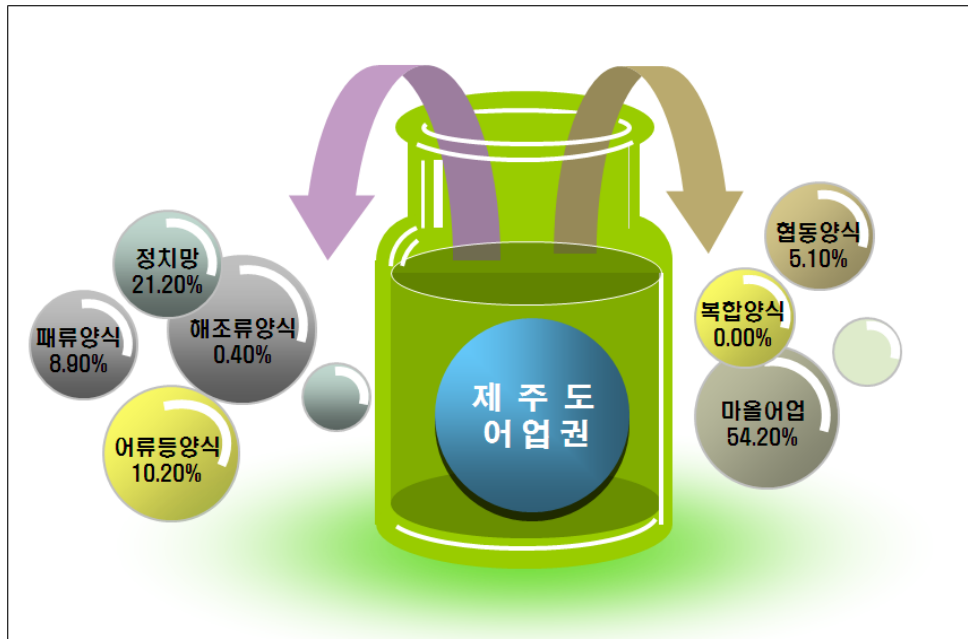 정치망
21.20%
해조류양식
0.40%
패류양식
8.90%
어류등양식
10.20%
제 주 도
어 업 권
협동양식
5.10%
복합양식
0.00%
마을어업
54.20%